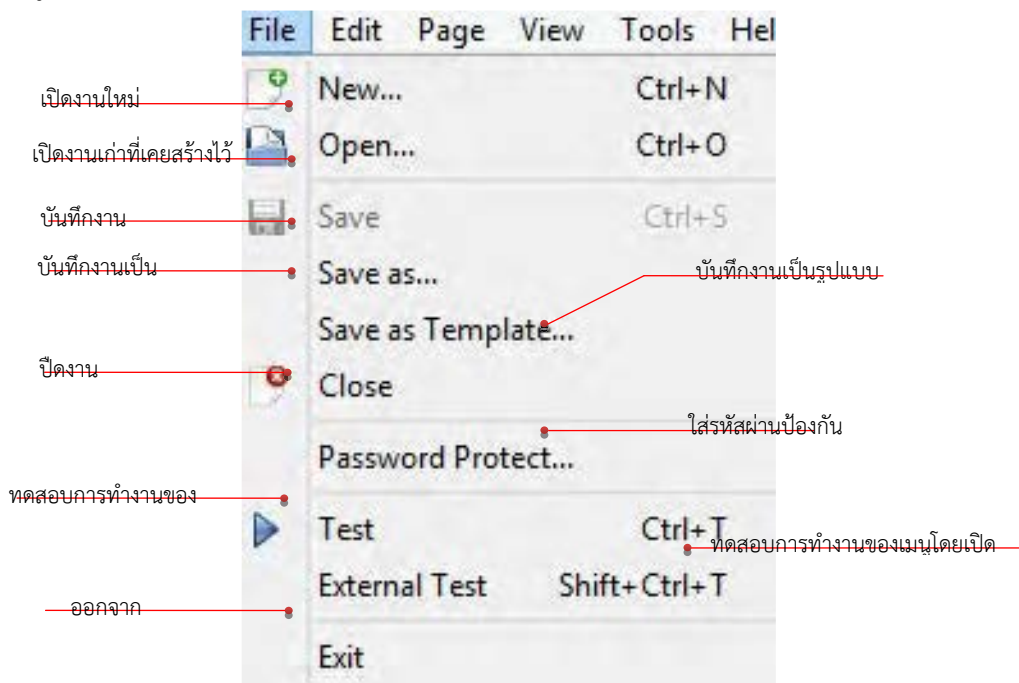 File Edit Page View Tools Hel
New... Ctrl+N
เปิดงานใหม่
Open... Ctrl+O
เปิดงานเก่าที่เคยสร้างไว้
Save Ctrl+S
บันทึกงาน
บันทึกงานเป็น
Save as...
บันทึกงานเป็นรูปแบบ
Save as Template...
ปืดงาน
Close
ใส่รหัสผ่านป้องกัน
Password Protect...
ทดสอบการทำงานของ
Test Ctrl+T
ทดสอบการทำงานของเมนูโดยเปิด
External Test Shift+Ctrl+T
ออกจาก
Exit